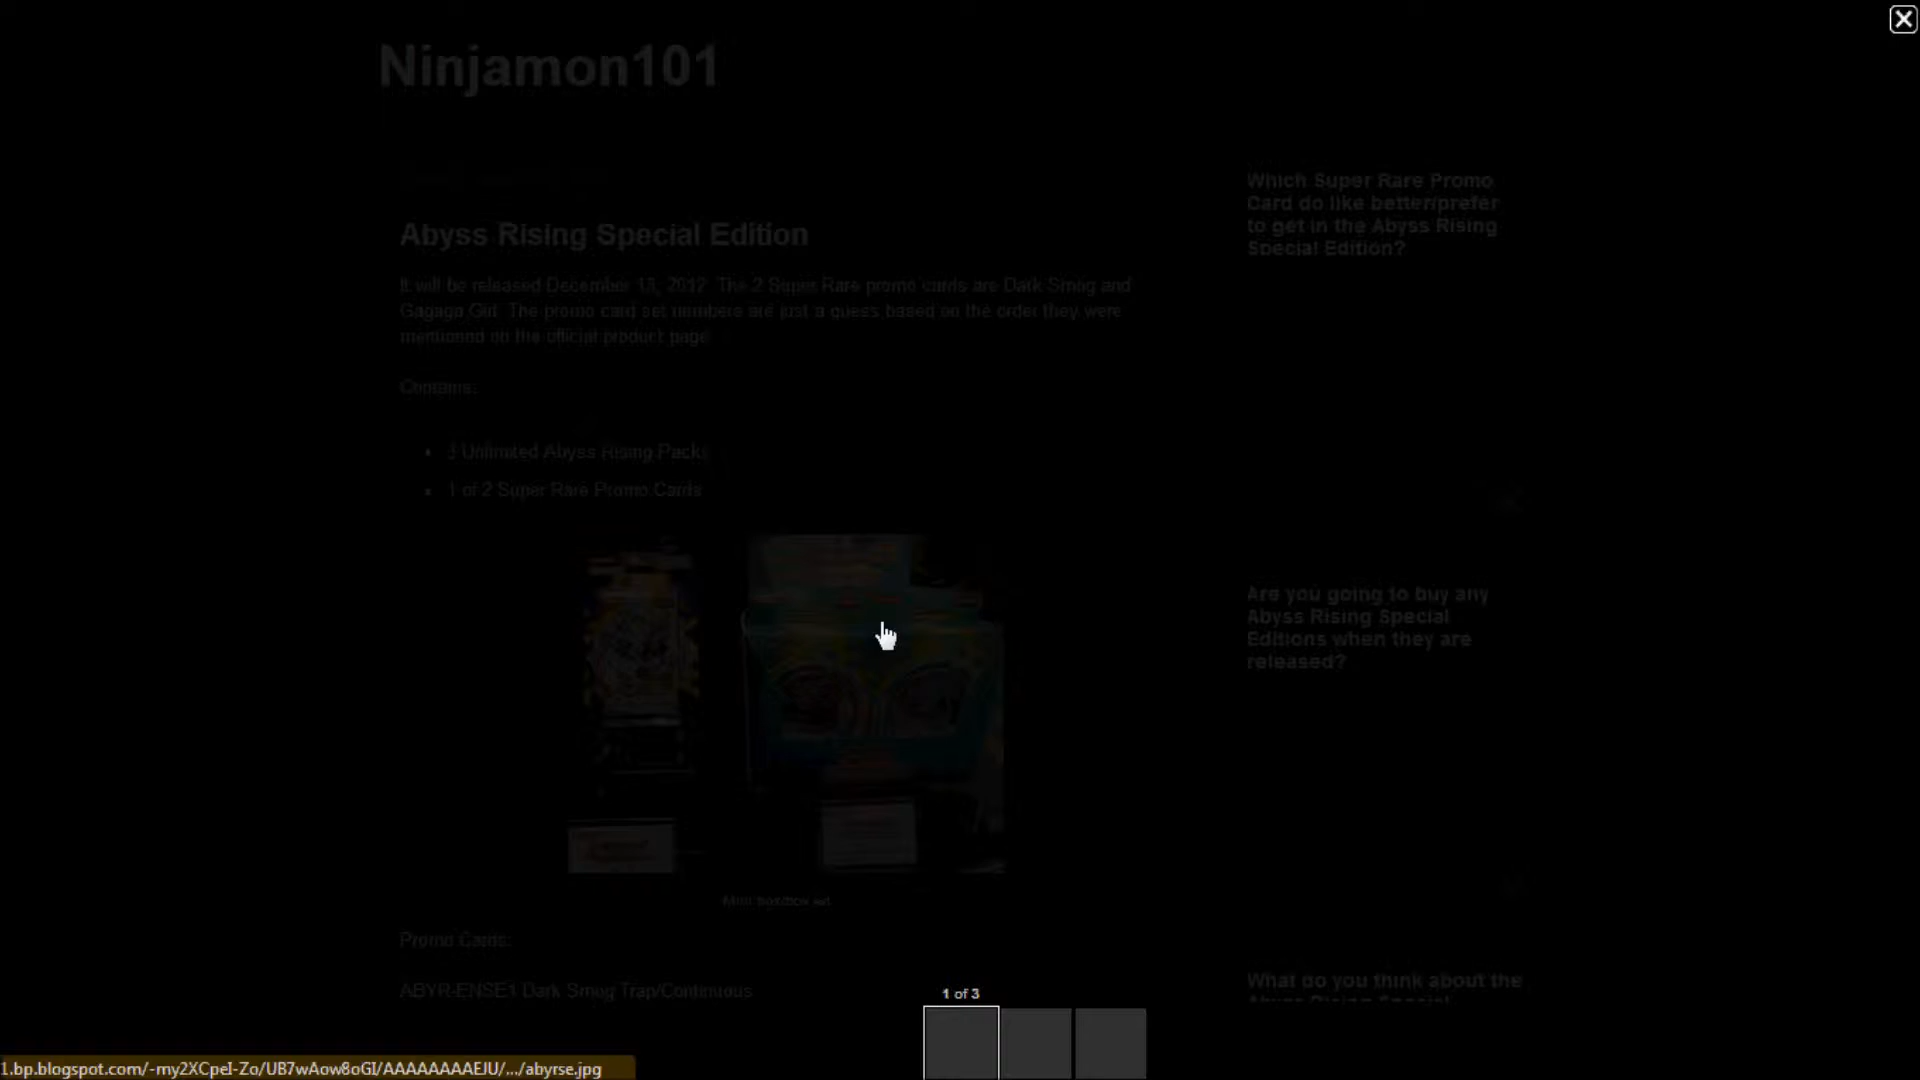 Ninjamon101
Abyss Rising Special Edition
It will be released December 13, 2012. The 2 Super Rare promo cards are Dark Smog and
Gagaga Girl. The promo card set numbers are just a guess based on the order they were
mentioned on the official product page
Contains:
3 Unlimited Abyss Rising Packs
1 of 2 Super Rare Promo Cards
Promo Cards:
ABYR-ENSE1 Dark Smog Trap/Continuous
Which Super Rare Promo
Card do like better/prefer
to get in the Abyss Rising
Special Edition?
Are you going to buy any
Abyss Rising Special
Editions when they are
released?
What do you think about the
Abyss Rising Special
1 of 3
1.bp.blogspot.com/-my2XCpeI-Zo/UB7wAow8oGI/AAAAAAAAEJU/.../abyrse.jpg